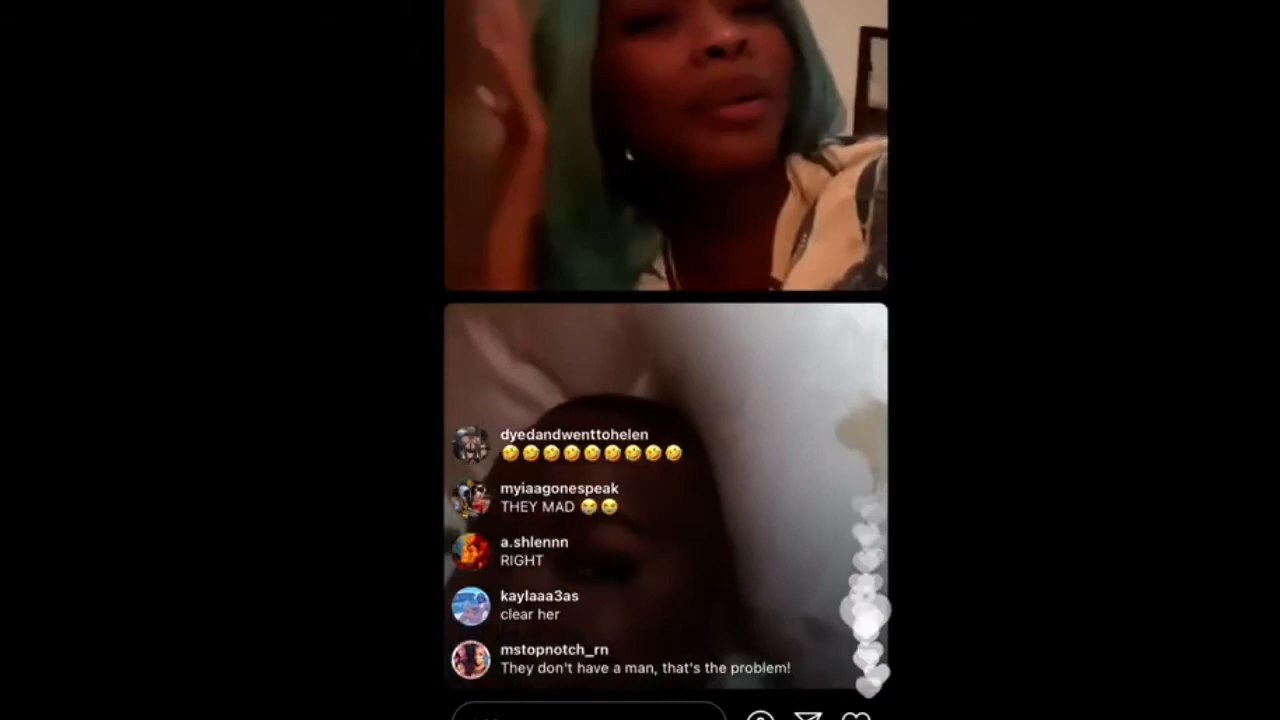 dyedandwenttohelen
🤣🤣🤣🤣🤣🤣🤣🤣🤣
myiaagonespeak
THEY MAD 😭😭
a.shlennn
RIGHT
kaylaaa3as
clear her
mstopnotch_rn
They don't have a man, that's the problem!